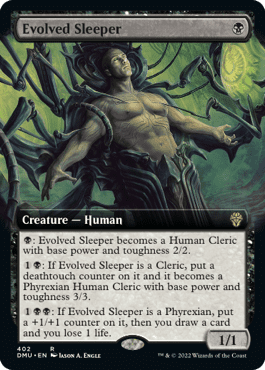 Evolved Sleeper
Creature — Human
: Evolved Sleeper becomes a Human Cleric
with base power and toughness 2/2.
1 : If Evolved Sleeper is a Cleric, put a
deathtouch counter on it and it becomes a
Phyrexian Human Cleric with base power and
toughness 3/3.
1 : If Evolved Sleeper is a Phyrexian, put
a +1/+1 counter on it, then you draw a card
and you lose 1 life.
1/1
402 R
DMU • EN Jason A. Engle
™ & © 2022 Wizards of the Coast